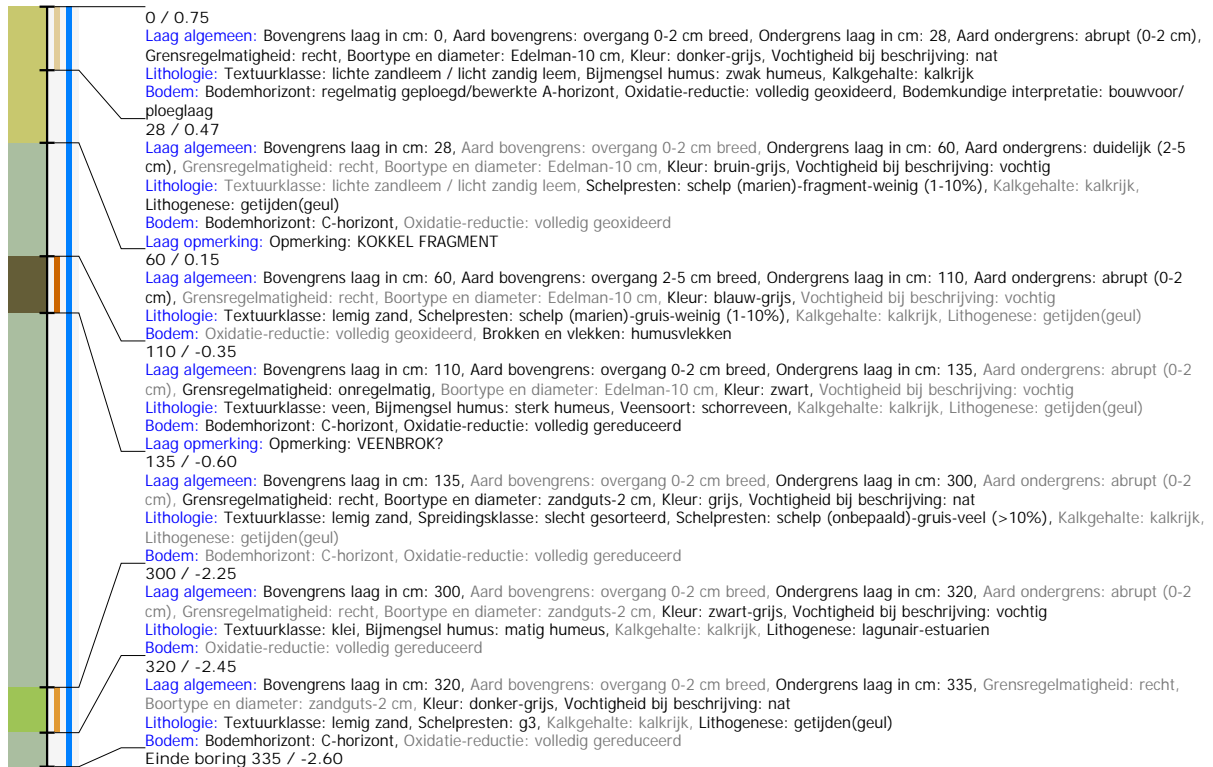 0 / 0.75
Laag algemeen: Bovengrens laag in cm: 0, Aard bovengrens: overgang 0-2 cm breed, Ondergrens laag in cm: 28, Aard ondergrens: abrupt (0-2 cm),
Grensregelmatigheid: recht, Boortype en diameter: Edelman-10 cm, Kleur: donker-grijs, Vochtigheid bij beschrijving: nat
Lithologie: Textuurklasse: lichte zandleem / licht zandig leem, Bijmengsel humus: zwak humeus, Kalkgehalte: kalkrijk
Bodem: Bodemhorizont: regelmatig geploegd/bewerkte A-horizont, Oxidatie-reductie: volledig geoxideerd, Bodemkundige interpretatie: bouwvoor/
ploeglaag
28 / 0.47
Laag algemeen: Bovengrens laag in cm: 28, Aard bovengrens: overgang 0-2 cm breed, Ondergrens laag in cm: 60, Aard ondergrens: duidelijk (2-5
cm), Grensregelmatigheid: recht, Boortype en diameter: Edelman-10 cm, Kleur: bruin-grijs, Vochtigheid bij beschrijving: vochtig
Lithologie: Textuurklasse: lichte zandleem / licht zandig leem, Schelpresten: schelp (marien)-fragment-weinig (1-10%), Kalkgehalte: kalkrijk,
Lithogenese: getijden(geul)
Bodem: Bodemhorizont: C-horizont, Oxidatie-reductie: volledig geoxideerd
Laag opmerking: Opmerking: KOKKEL FRAGMENT
60 / 0.15
Laag algemeen: Bovengrens laag in cm: 60, Aard bovengrens: overgang 2-5 cm breed, Ondergrens laag in cm: 110, Aard ondergrens: abrupt (0-2
cm), Grensregelmatigheid: recht, Boortype en diameter: Edelman-10 cm, Kleur: blauw-grijs, Vochtigheid bij beschrijving: vochtig
Lithologie: Textuurklasse: lemig zand, Schelpresten: schelp (marien)-gruis-weinig (1-10%), Kalkgehalte: kalkrijk, Lithogenese: getijden(geul)
Bodem: Oxidatie-reductie: volledig geoxideerd, Brokken en vlekken: humusvlekken
110 / -0.35
Laag algemeen: Bovengrens laag in cm: 110, Aard bovengrens: overgang 0-2 cm breed, Ondergrens laag in cm: 135, Aard ondergrens: abrupt (0-2
cm), Grensregelmatigheid: onregelmatig, Boortype en diameter: Edelman-10 cm, Kleur: zwart, Vochtigheid bij beschrijving: vochtig
Lithologie: Textuurklasse: veen, Bijmengsel humus: sterk humeus, Veensoort: schorreveen, Kalkgehalte: kalkrijk, Lithogenese: getijden(geul)
Bodem: Bodemhorizont: C-horizont, Oxidatie-reductie: volledig gereduceerd
Laag opmerking: Opmerking: VEENBROK?
135 / -0.60
Laag algemeen: Bovengrens laag in cm: 135, Aard bovengrens: overgang 0-2 cm breed, Ondergrens laag in cm: 300, Aard ondergrens: abrupt (0-2
cm), Grensregelmatigheid: recht, Boortype en diameter: zandguts-2 cm, Kleur: grijs, Vochtigheid bij beschrijving: nat
Lithologie: Textuurklasse: lemig zand, Spreidingsklasse: slecht gesorteerd, Schelpresten: schelp (onbepaald)-gruis-veel (>10%), Kalkgehalte: kalkrijk,
Lithogenese: getijden(geul)
Bodem: Bodemhorizont: C-horizont, Oxidatie-reductie: volledig gereduceerd
300 / -2.25
Laag algemeen: Bovengrens laag in cm: 300, Aard bovengrens: overgang 0-2 cm breed, Ondergrens laag in cm: 320, Aard ondergrens: abrupt (0-2
cm), Grensregelmatigheid: recht, Boortype en diameter: zandguts-2 cm, Kleur: zwart-grijs, Vochtigheid bij beschrijving: vochtig
Lithologie: Textuurklasse: klei, Bijmengsel humus: matig humeus, Kalkgehalte: kalkrijk, Lithogenese: lagunair-estuarien
Bodem: Oxidatie-reductie: volledig gereduceerd
320 / -2.45
Laag algemeen: Bovengrens laag in cm: 320, Aard bovengrens: overgang 0-2 cm breed, Ondergrens laag in cm: 335, Grensregelmatigheid: recht,
Boortype en diameter: zandguts-2 cm, Kleur: donker-grijs, Vochtigheid bij beschrijving: nat
Lithologie: Textuurklasse: lemig zand, Schelpresten: g3, Kalkgehalte: kalkrijk, Lithogenese: getijden(geul)
Bodem: Bodemhorizont: C-horizont, Oxidatie-reductie: volledig gereduceerd
Einde boring 335 / -2.60